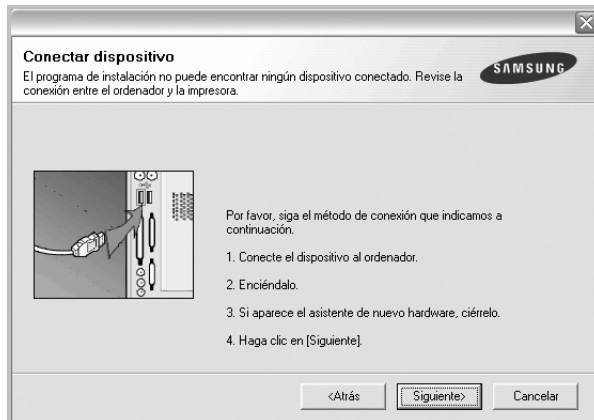 Conectar dispositivo
El programa de instalación no puede encontrar ningún dispositivo conectado. Revise la
conexión entre el ordenador y la impresora.
SAMSUNG
Por favor, siga el método de conexión que indicamos a
continuación.
1. Conecte el dispositivo al ordenador.
2. Enciéndalo.
3. Si aparece el asistente de nuevo hardware, ciérrelo.
4. Haga clic en [Siguiente].
<Atrás
Siguiente>
Cancelar